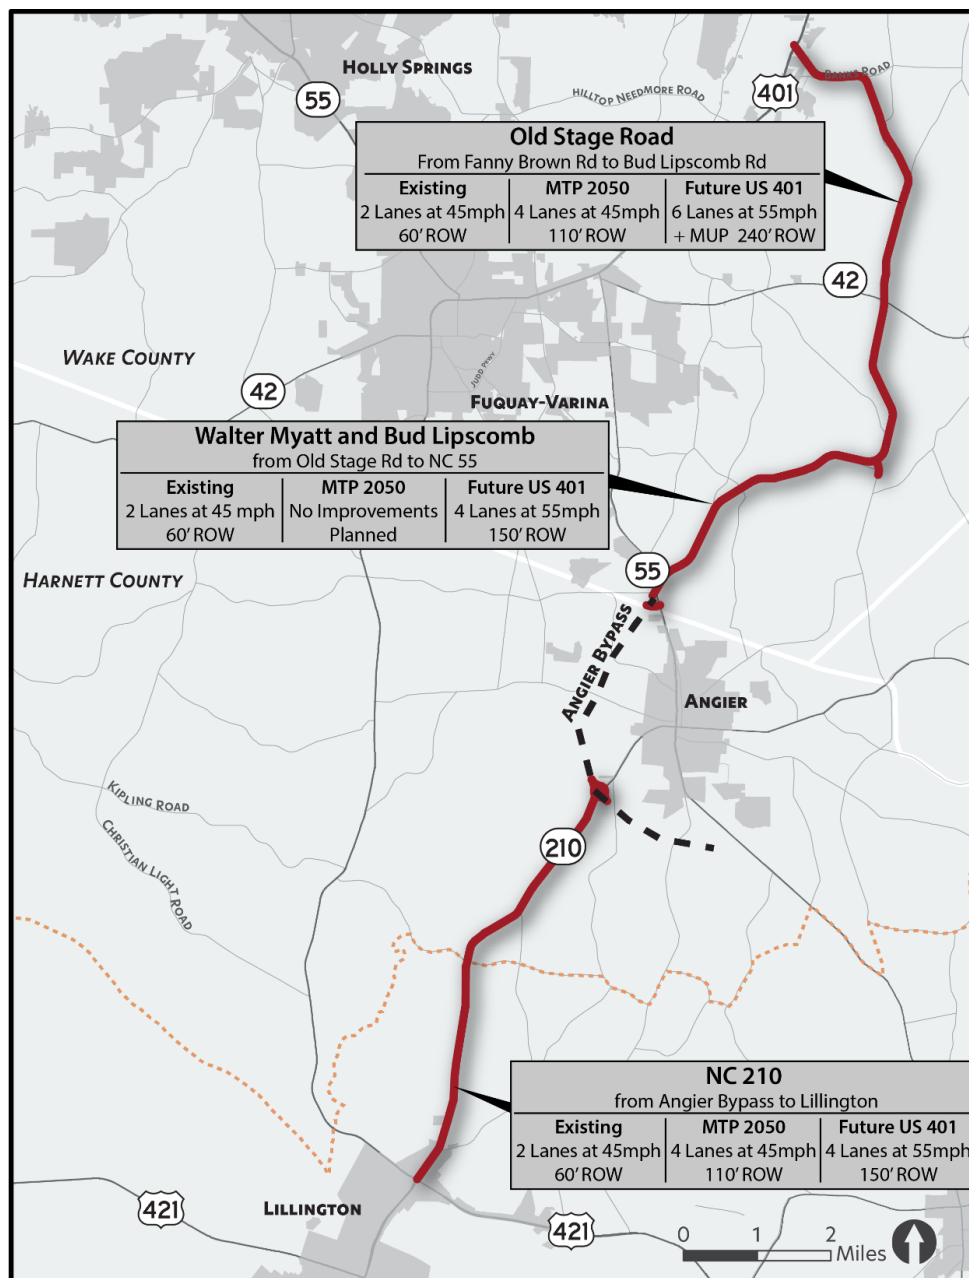 HOLLY SPRINGS
55
401
BANKS ROAD
HILLTOP NEEDMORE ROAD
Old Stage Road
From Fanny Brown Rd to Bud Lipscomb Rd
Existing MTP 2050 Future US 401
2 Lanes at 45mph 4 Lanes at 45mph 6 Lanes at 55mph
60' ROW 110' ROW + MUP 240' ROW
42
WAKE COUNTY
JUDD PKWY
42
FUQUAY-VARINA
Walter Myatt and Bud Lipscomb
from Old Stage Rd to NC 55
Existing MTP 2050 Future US 401
2 Lanes at 45 mph No Improvements 4 Lanes at 55mph
60' ROW Planned 150' ROW
55
HARNETT COUNTY
ANGIER BYPASS
ANGIER
KIPLING ROAD
CHRISTIAN LIGHT ROAD
210
NC 210
from Angier Bypass to Lillington
Existing MTP 2050 Future US 401
2 Lanes at 45mph 4 Lanes at 45mph 4 Lanes at 55mph
60' ROW 110' ROW 150' ROW
421
LILLINGTON
421
0 1 2
Miles